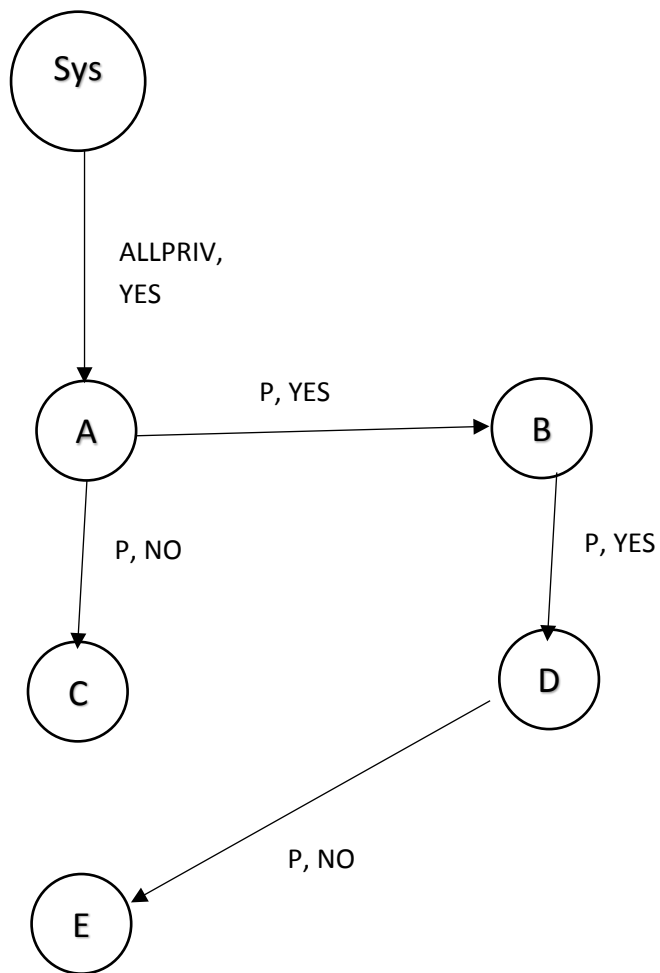 Sys
ALLPRIV,
YES
A
P, YES
B
P, NO
P, YES
C
D
P, NO
E